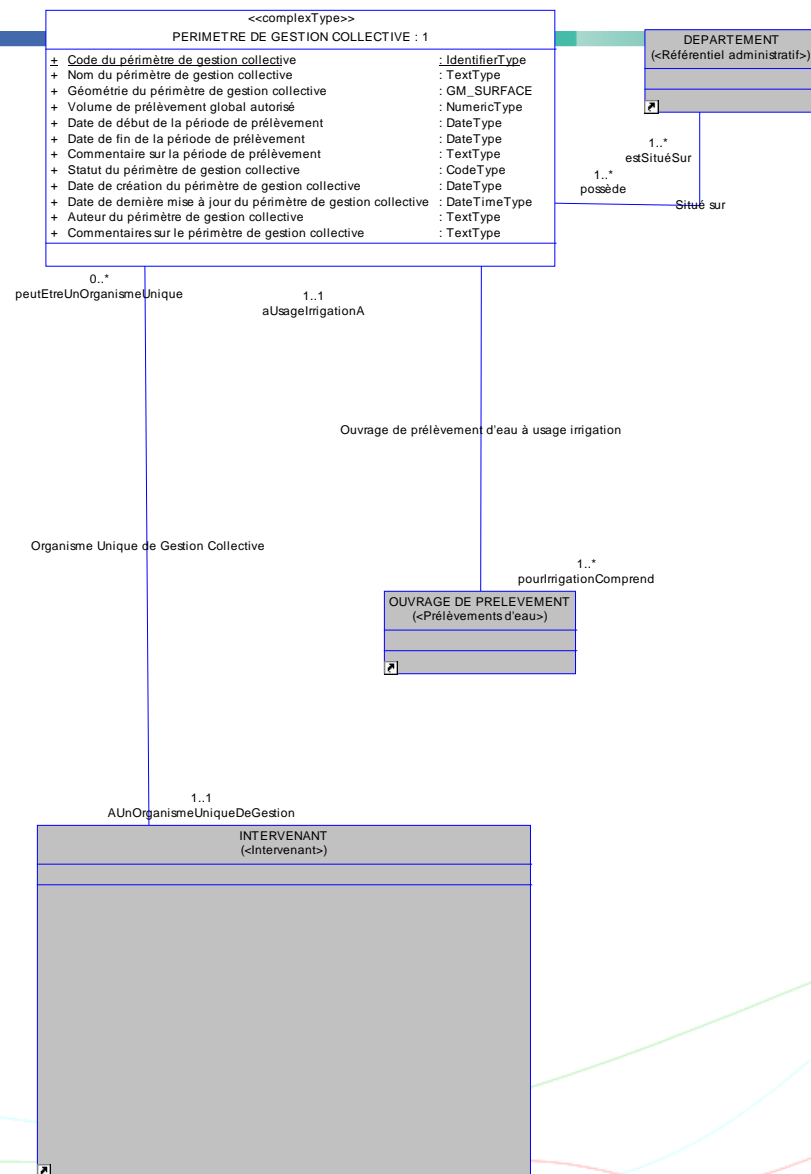 <<complexType>>
PERIMETRE DE GESTION COLLECTIVE : 1
+ Code du périmètre de gestion collective : IdentifierType
+ Nom du périmètre de gestion collective : TextType
+ Géométrie du périmètre de gestion collective : GM_SURFACE
+ Volume de prélèvement global autorisé : NumericType
+ Date de début de la période de prélèvement : DateType
+ Date de fin de la période de prélèvement : DateType
+ Commentaire sur la période de prélèvement : TextType
+ Statut du périmètre de gestion collective : CodeType
+ Date de création du périmètre de gestion collective : DateType
+ Date de dernière mise à jour du périmètre de gestion collective : DateTimeType
+ Auteur du périmètre de gestion collective : TextType
+ Commentaires sur le périmètre de gestion collective : TextType
DEPARTEMENT
(<Référentiel administratif>)
1..*
estSituéSur
1..*
possède
Situé sur
0..*
peutEtreUnOrganismeUnique
1..1
aUsageIrrigationA
Ouvrage de prélèvement d'eau à usage irrigation
Organisme Unique de Gestion Collective
1..*
pourIrrigationComprend
OUVRAGE DE PRELEVEMENT
(<Prélèvements d'eau>)
1..1
AUnOrganismeUniqueDeGestion
INTERVENANT
(<Intervenant>)